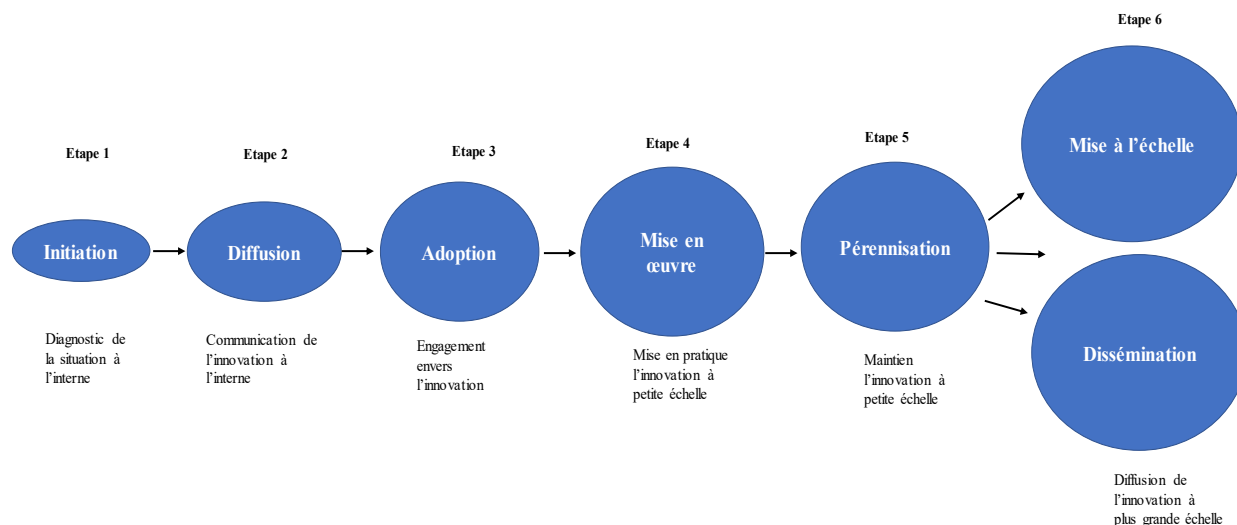 Etape 1
Initiation
Diagnostic de
la situation à
l'interne
Etape 2
Diffusion
Communication de
l'innovation à
l'interne
Etape 3
Adoption
Engagement
envers
l'innovation
Etape 4
Mise en
œuvre
Mise en pratique
l'innovation à
petite échelle
Etape 5
Pérennisation
Maintien
l'innovation à
petite échelle
Etape 6
Mise à l'échelle
Dissémination
Diffusion de
l'innovation à
plus grande échelle